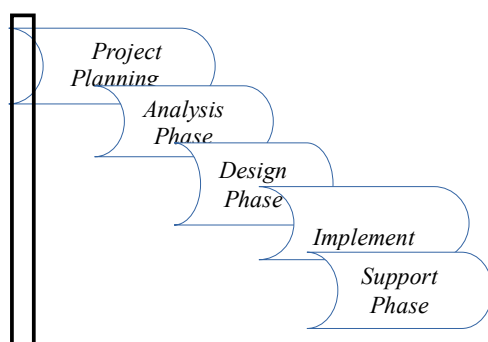 Project
Planning
Analysis
Phase
Design
Phase
Implement
Support
Phase